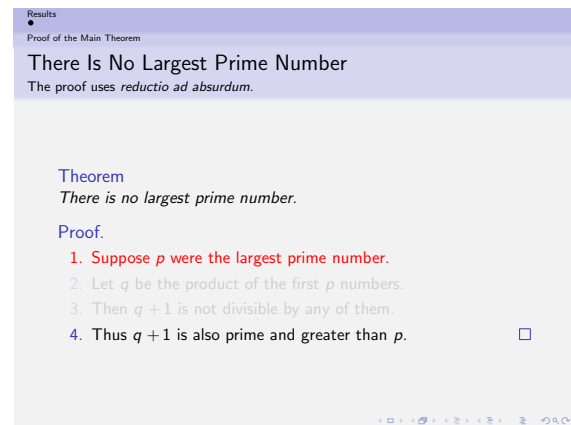 Results
Proof of the Main Theorem
There Is No Largest Prime Number
The proof uses reductio ad absurdum.
Theorem
There is no largest prime number.
Proof.
1. Suppose p were the largest prime number.
2. Let q be the product of the first p numbers.
3. Then q + 1 is not divisible by any of them.
4. Thus q + 1 is also prime and greater than p.